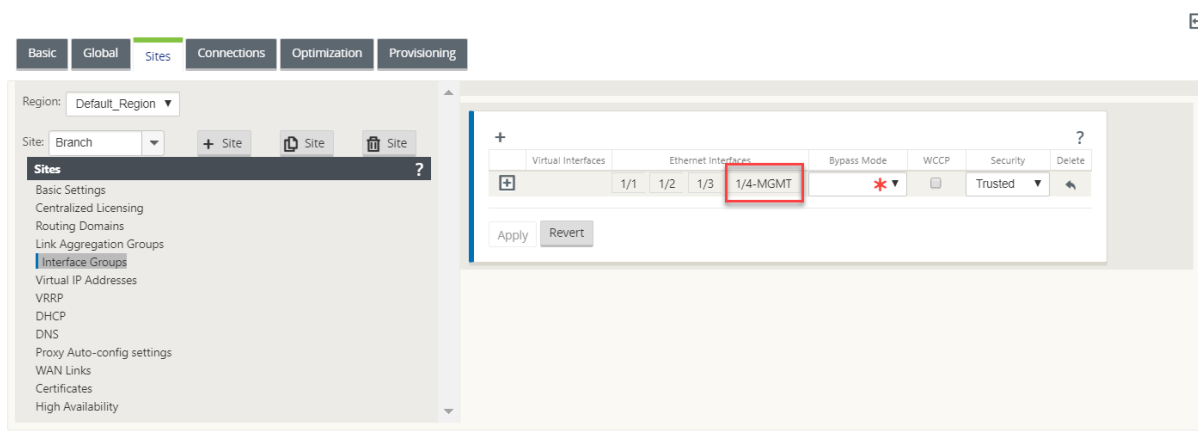 Basic Global Sites Connections Optimization Provisioning
Region: Default_Region
Site: Branch + Site Site Site
Sites ?
Basic Settings
Centralized Licensing
Routing Domains
Link Aggregation Groups
Interface Groups
Virtual IP Addresses
VRRP
DHCP
DNS
Proxy Auto-config settings
WAN Links
Certificates
High Availability
+ ?
Virtual Interfaces Ethernet Interfaces Bypass Mode WCCP Security Delete
1/1 1/2 1/3 1/4-MGMT Trusted
Apply Revert